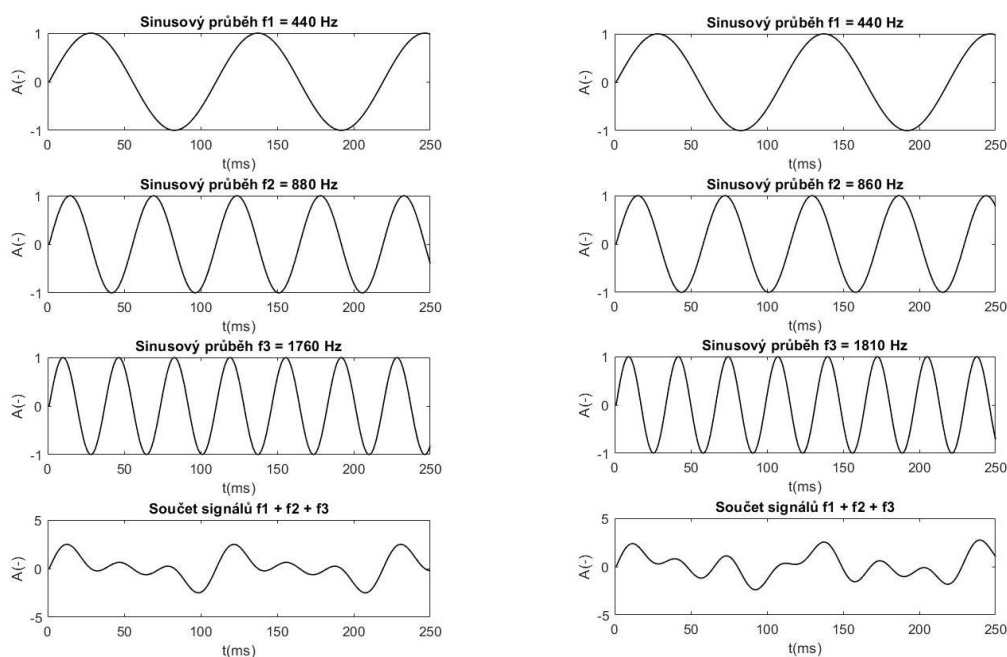 Sinusový průběh f1 = 440 Hz
1
0
-1
A(-)
0 50 100 150 200 250
t(ms)
Sinusový průběh f2 = 880 Hz
1
0
-1
A(-)
0 50 100 150 200 250
t(ms)
Sinusový průběh f3 = 1760 Hz
1
0
-1
A(-)
0 50 100 150 200 250
t(ms)
Součet signálů f1 + f2 + f3
5
0
-5
A(-)
0 50 100 150 200 250
t(ms)
Sinusový průběh f1 = 440 Hz
1
0
-1
A(-)
0 50 100 150 200 250
t(ms)
Sinusový průběh f2 = 860 Hz
1
0
-1
A(-)
0 50 100 150 200 250
t(ms)
Sinusový průběh f3 = 1810 Hz
1
0
-1
A(-)
0 50 100 150 200 250
t(ms)
Součet signálů f1 + f2 + f3
5
0
-5
A(-)
0 50 100 150 200 250
t(ms)